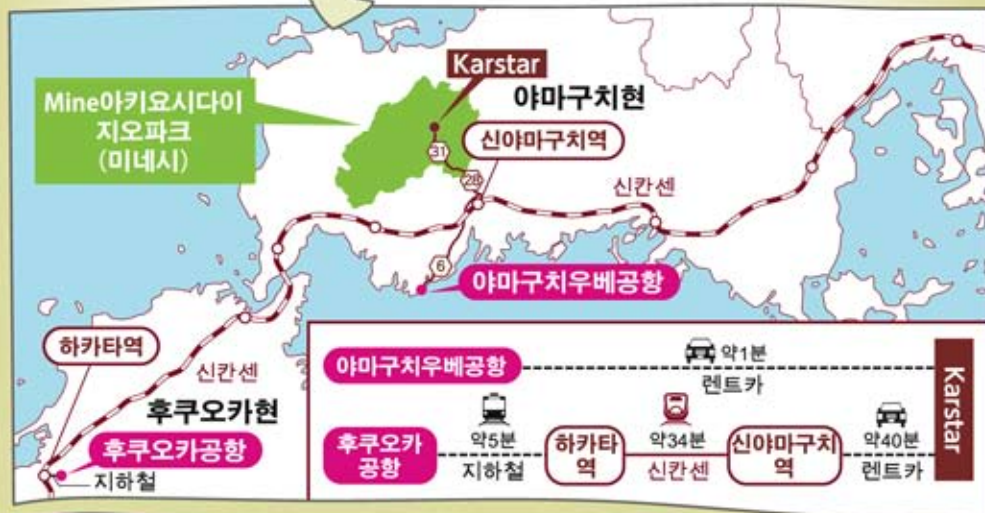 Karstar
Mine아키요시다이
지오파크
(미네시)
야마구치현
신야마구치역
31
28
신칸센
6
야마구치우베공항
하카타역
신칸센
후쿠오카현
후쿠오카공항
지하철
야마구치우베공항
약1분
렌트카
Karstar
후쿠오카
공항
약5분
지하철
하카타
역
약34분
신칸센
신야마구치
역
약40분
렌트카